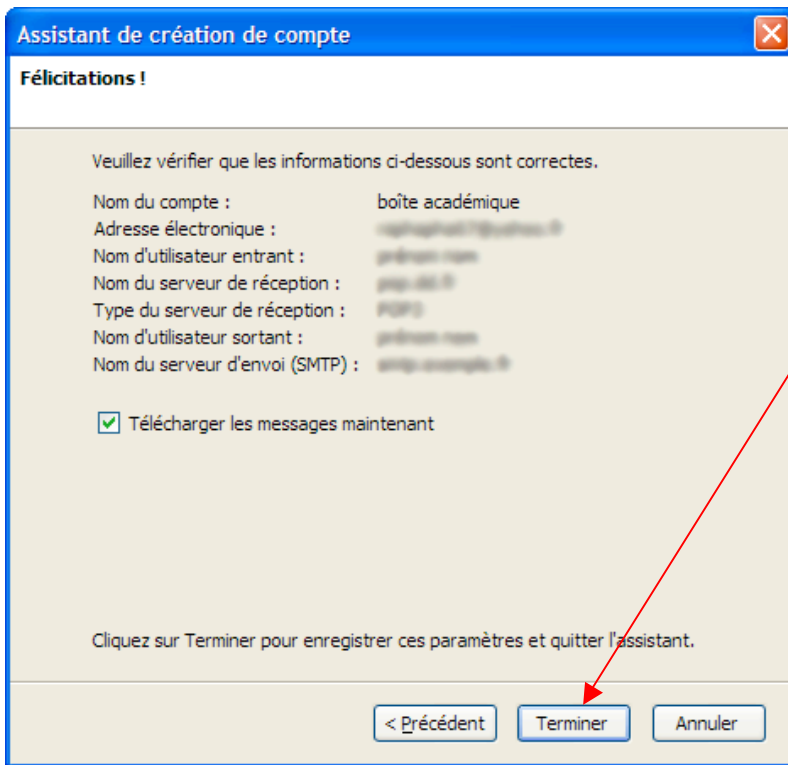 Assistant de création de compte
Félicitations !
Veuillez vérifier que les informations ci-dessous sont correctes.
Nom du compte : boîte académique
Adresse électronique :
Nom d'utilisateur entrant :
Nom du serveur de réception :
Type du serveur de réception :
Nom d'utilisateur sortant :
Nom du serveur d'envoi (SMTP) :
Télécharger les messages maintenant
Cliquez sur Terminer pour enregistrer ces paramètres et quitter l'assistant.
< Précédent Terminer Annuler